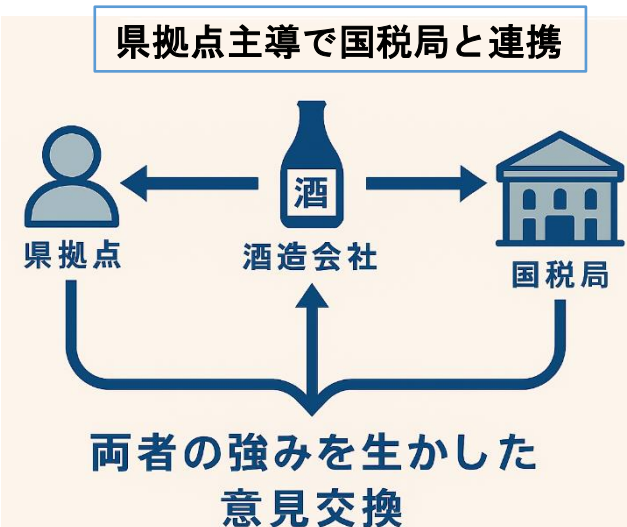 県拠点主導で国税局と連携
酒
県拠点
酒造会社
国税局
両者の強みを生かした
意見交換